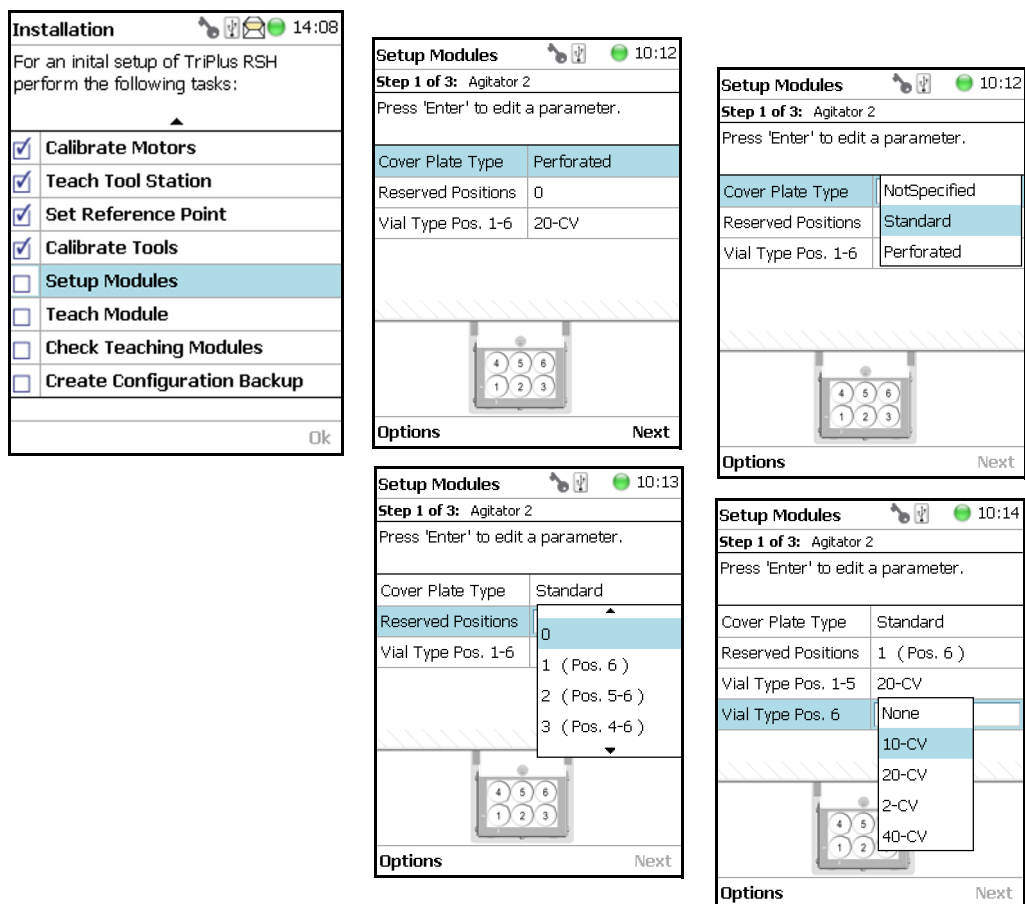 Installation 14:08
For an inital setup of TriPlus RSH
perform the following tasks:
Calibrate Motors
Teach Tool Station
Set Reference Point
Calibrate Tools
Setup Modules
Teach Module
Check Teaching Modules
Create Configuration Backup
Ok
Setup Modules 10:12
Step 1 of 3: Agitator 2
Press 'Enter' to edit a parameter.
Cover Plate Type Perforated
Reserved Positions 0
Vial Type Pos. 1-6 20-CV
4 5 6
1 2 3
Options Next
Setup Modules 10:12
Step 1 of 3: Agitator 2
Press 'Enter' to edit a parameter.
Cover Plate Type NotSpecified
Reserved Positions Standard
Vial Type Pos. 1-6 Perforated
4 5 6
1 2 3
Options Next
Setup Modules 10:13
Step 1 of 3: Agitator 2
Press 'Enter' to edit a parameter.
Cover Plate Type Standard
Reserved Positions 0
Vial Type Pos. 1-6 1 ( Pos. 6 )
2 ( Pos. 5-6 )
3 ( Pos. 4-6 )
4 5 6
1 2 3
Options Next
Setup Modules 10:14
Step 1 of 3: Agitator 2
Press 'Enter' to edit a parameter.
Cover Plate Type Standard
Reserved Positions 1 ( Pos. 6 )
Vial Type Pos. 1-5 20-CV
Vial Type Pos. 6 None
10-CV
20-CV
2-CV
40-CV
4 5
1 2
Options Next